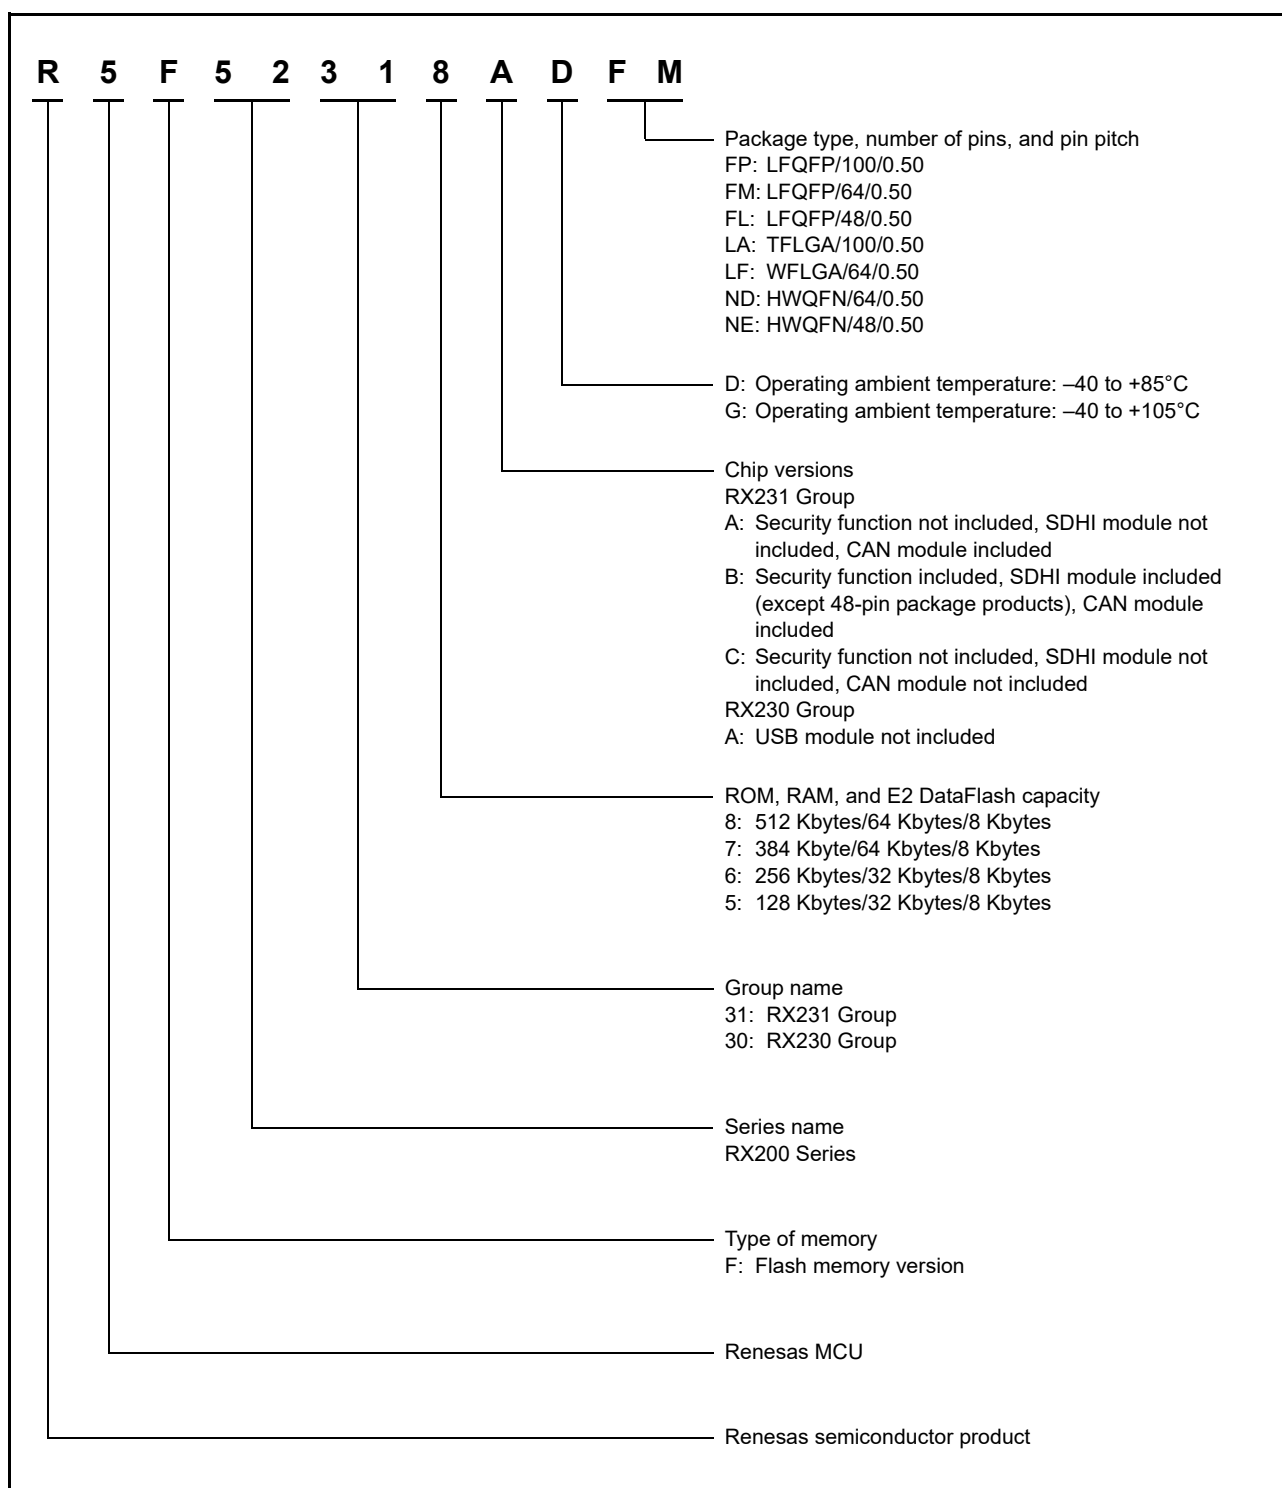 R 5 F 5 2 3 1 8 A D F M
Package type, number of pins, and pin pitch
FP: LFQFP/100/0.50
FM: LFQFP/64/0.50
FL: LFQFP/48/0.50
LA: TFLGA/100/0.50
LF: WFLGA/64/0.50
ND: HWQFN/64/0.50
NE: HWQFN/48/0.50
D: Operating ambient temperature: –40 to +85°C
G: Operating ambient temperature: –40 to +105°C
Chip versions
RX231 Group
A: Security function not included, SDHI module not
included, CAN module included
B: Security function included, SDHI module included
(except 48-pin package products), CAN module
included
C: Security function not included, SDHI module not
included, CAN module not included
RX230 Group
A: USB module not included
ROM, RAM, and E2 DataFlash capacity
8: 512 Kbytes/64 Kbytes/8 Kbytes
7: 384 Kbyte/64 Kbytes/8 Kbytes
6: 256 Kbytes/32 Kbytes/8 Kbytes
5: 128 Kbytes/32 Kbytes/8 Kbytes
Group name
31: RX231 Group
30: RX230 Group
Series name
RX200 Series
Type of memory
F: Flash memory version
Renesas MCU
Renesas semiconductor product